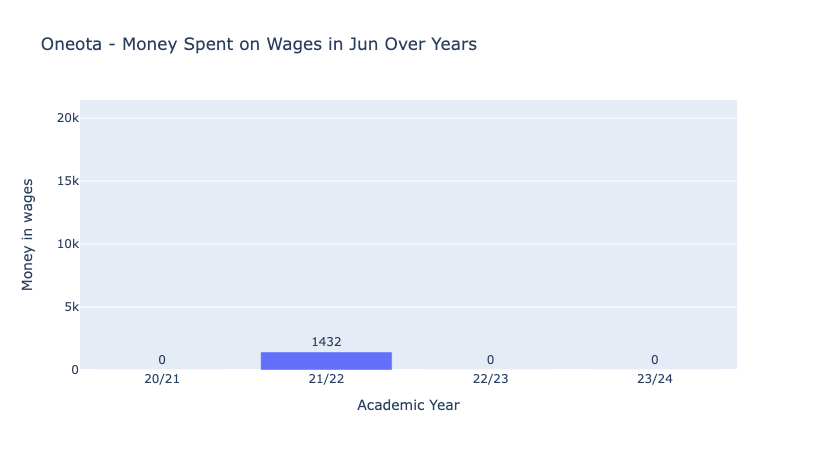 Oneota - Money Spent on Wages in Jun Over Years
Money in wages
20k
15k
10k
5k
0
0
1432
0
0
20/21
21/22
22/23
23/24
Academic Year